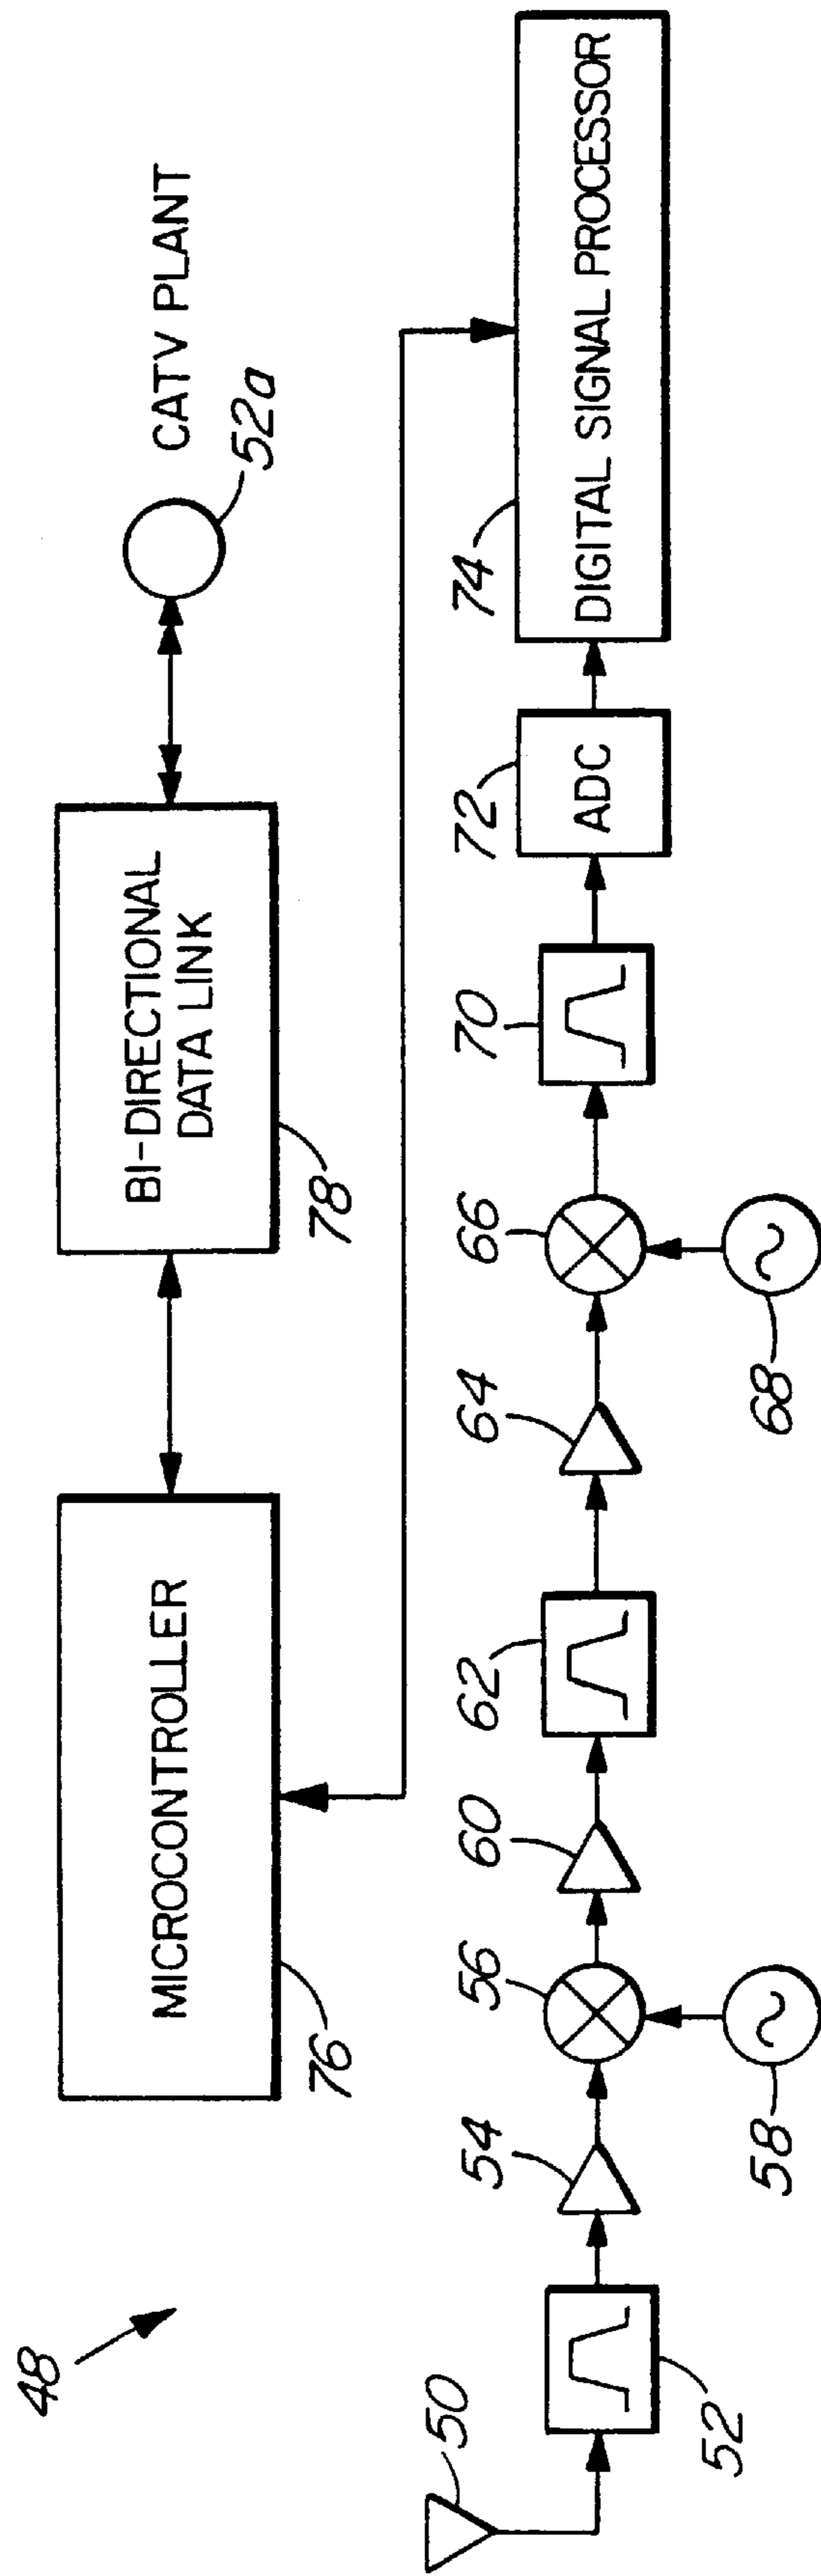 48
MICROCONTROLLER
76
BI-DIRECTIONAL
DATA LINK
78
CATV PLANT
52a
50
52
54
56
58
60
62
64
66
68
70
72
ADC
74
DIGITAL SIGNAL PROCESSOR